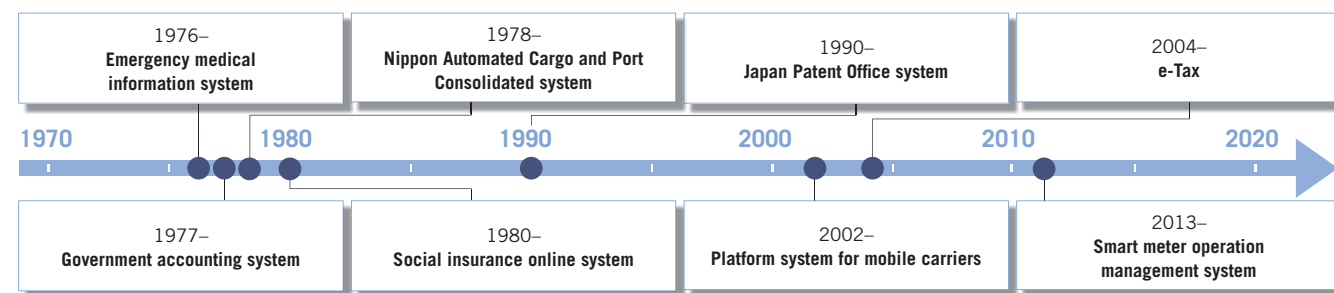 1976–
Emergency medical
information system
1978–
Nippon Automated Cargo and Port
Consolidated system
1990–
Japan Patent Office system
2004–
e-Tax
1970
1980
1990
2000
2010
2020
1977–
Government accounting system
1980–
Social insurance online system
2002–
Platform system for mobile carriers
2013–
Smart meter operation
management system